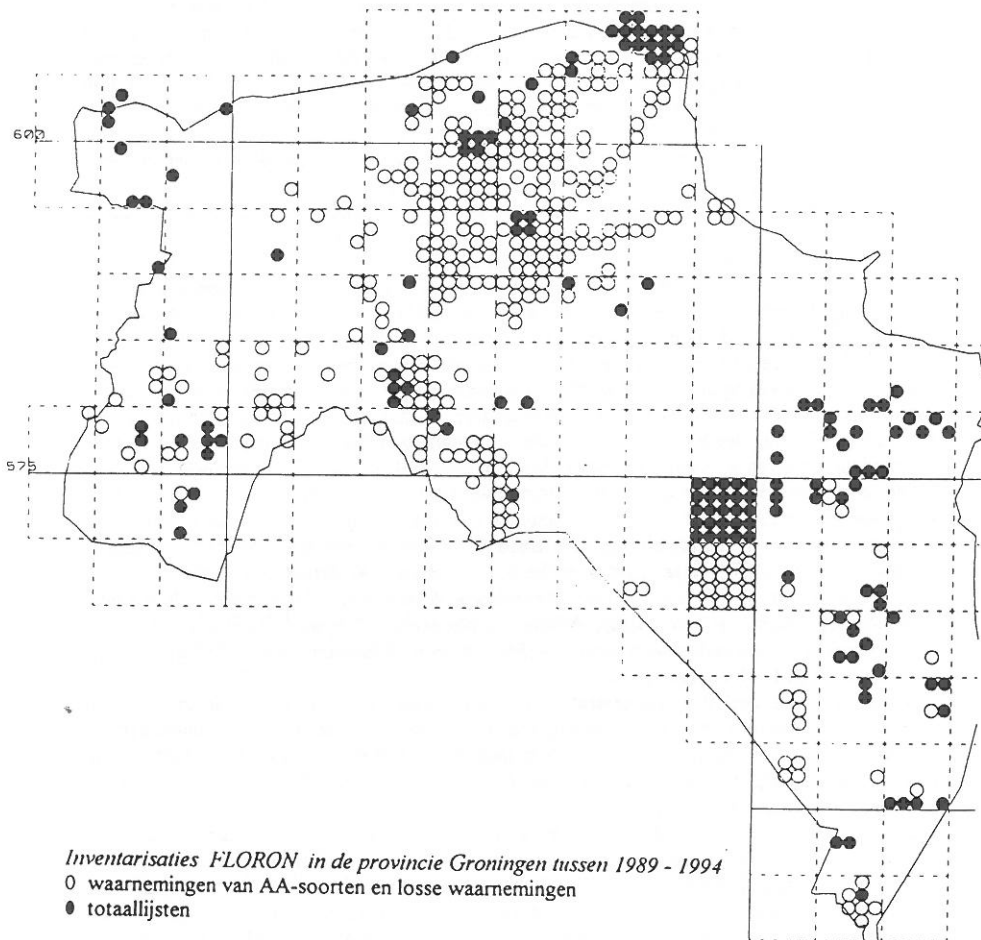 600
575
Inventarisaties FLORON in de provincie Groningen tussen 1989 - 1994
O waarnemingen van AA-soorten en losse waarnemingen
● totaallijsten